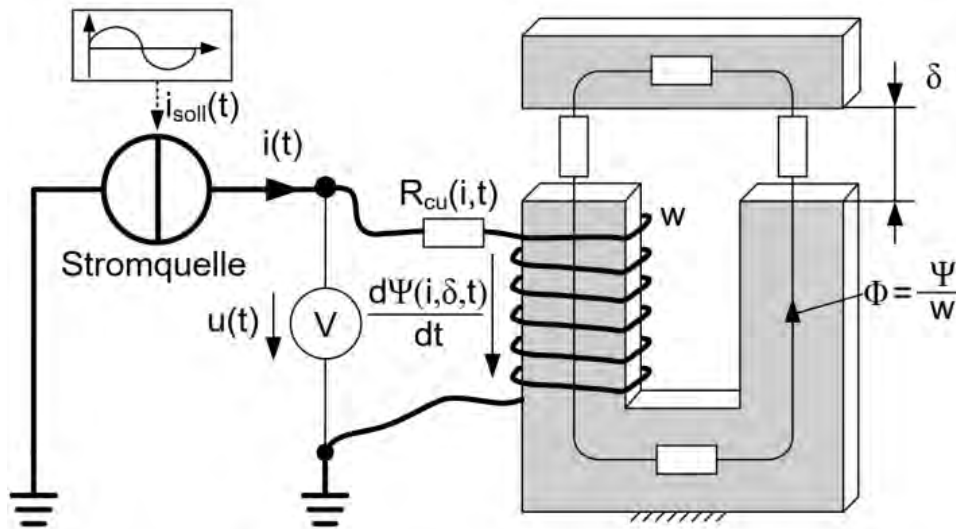 i_soll(t)
i(t)
R_cu(i,t)
Stromquelle
u(t)
V
dΨ(i,δ,t)
dt
w
δ
Φ = Ψ
w